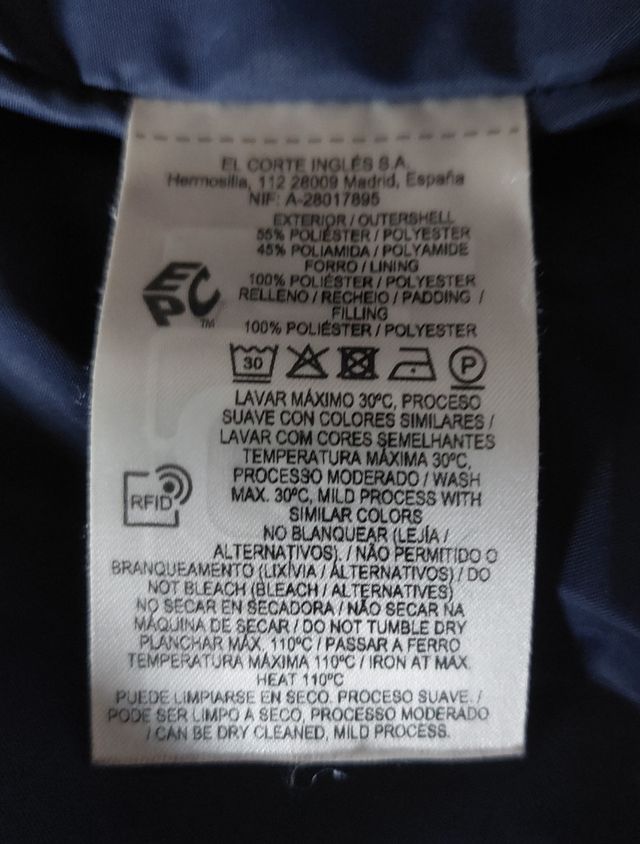 EL CORTE INGLÉS S.A.
Hermosilla, 112 28009 Madrid, España
NIF: A-28017895
EXTERIOR / OUTERSHELL
55% POLIÉSTER / POLYESTER
45% POLIAMIDA / POLYAMIDE
FORRO / LINING
100% POLIÉSTER / POLYESTER
RELLENO / RECHEIO / PADDING /
FILLING
100% POLIÉSTER / POLYESTER
EPC™
30 P
LAVAR MÁXIMO 30ºC, PROCESO
SUAVE CON COLORES SIMILARES /
LAVAR COM CORES SEMELHANTES
TEMPERATURA MÁXIMA 30ºC,
PROCESSO MODERADO / WASH
MAX. 30ºC, MILD PROCESS WITH
SIMILAR COLORS
RFID
NO BLANQUEAR (LEJÍA /
ALTERNATIVOS). / NÃO PERMITIDO O
BRANQUEAMENTO (LIXÍVIA / ALTERNATIVOS) / DO
NOT BLEACH (BLEACH / ALTERNATIVES)
NO SECAR EN SECADORA / NÃO SECAR NA
MÁQUINA DE SECAR / DO NOT TUMBLE DRY
PLANCHAR MÁX. 110ºC / PASSAR A FERRO
TEMPERATURA MÁXIMA 110ºC / IRON AT MAX.
HEAT 110ºC
PUEDE LIMPIARSE EN SECO. PROCESO SUAVE. /
PODE SER LIMPO A SECO, PROCESSO MODERADO
/ CAN BE DRY CLEANED, MILD PROCESS.